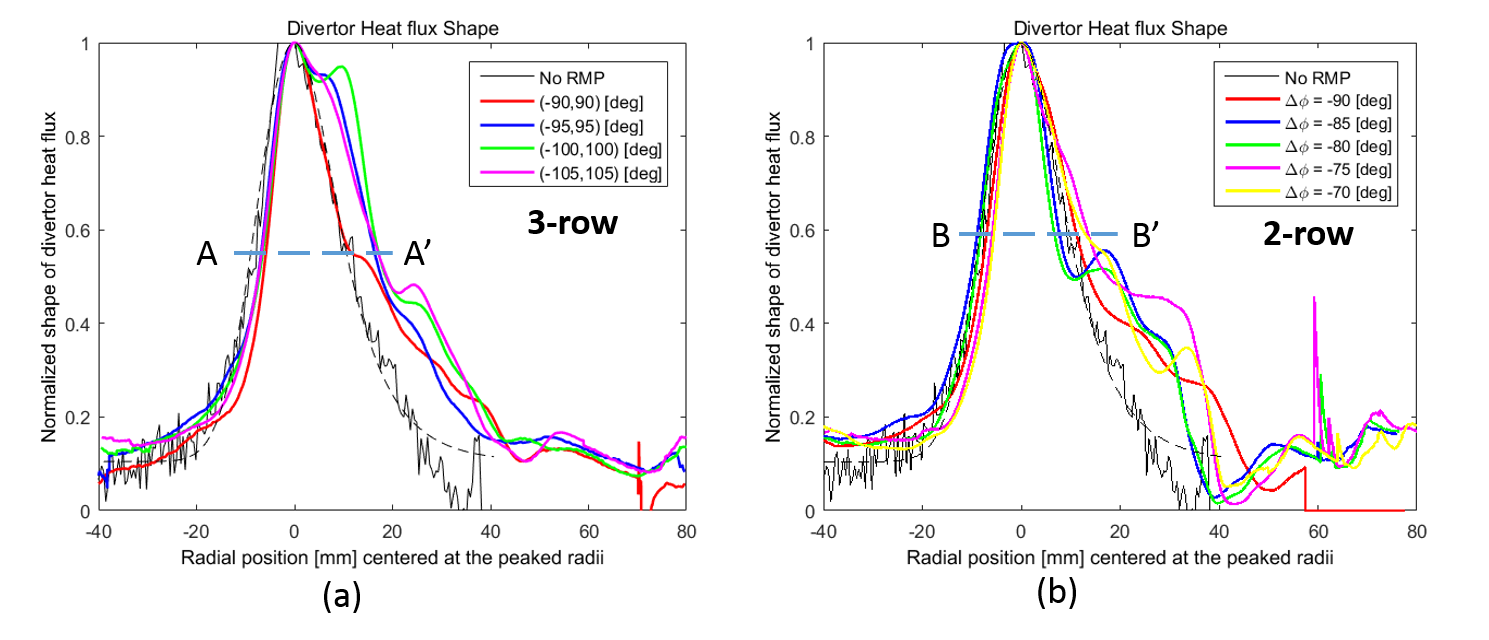 Divertor Heat flux Shape
1
0.8
0.6
0.4
0.2
0
-40
-20
0
20
40
60
80
Normalized shape of divertor heat flux
Radial position [mm] centered at the peaked radii
No RMP
(-90,90) [deg]
(-95,95) [deg]
(-100,100) [deg]
(-105,105) [deg]
3-row
A
A’
(a)
Divertor Heat flux Shape
1
0.8
0.6
0.4
0.2
0
-40
-20
0
20
40
60
80
Normalized shape of divertor heat flux
Radial position [mm] centered at the peaked radii
No RMP
Δϕ = -90 [deg]
Δϕ = -85 [deg]
Δϕ = -80 [deg]
Δϕ = -75 [deg]
Δϕ = -70 [deg]
2-row
B
B’
(b)